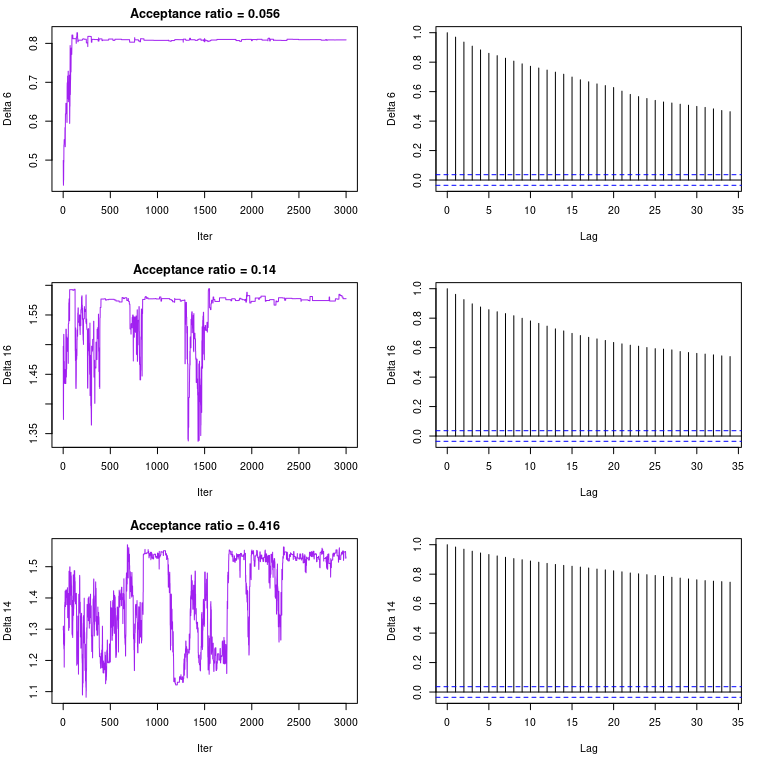 Acceptance ratio = 0.056
Delta 6
0.5 0.6 0.7 0.8
0 500 1000 1500 2000 2500 3000
Iter
Delta 6
0.0 0.2 0.4 0.6 0.8 1.0
0 5 10 15 20 25 30 35
Lag
Acceptance ratio = 0.14
Delta 16
1.35 1.45 1.55
0 500 1000 1500 2000 2500 3000
Iter
Delta 16
0.0 0.2 0.4 0.6 0.8 1.0
0 5 10 15 20 25 30 35
Lag
Acceptance ratio = 0.416
Delta 14
1.1 1.2 1.3 1.4 1.5
0 500 1000 1500 2000 2500 3000
Iter
Delta 14
0.0 0.2 0.4 0.6 0.8 1.0
0 5 10 15 20 25 30 35
Lag